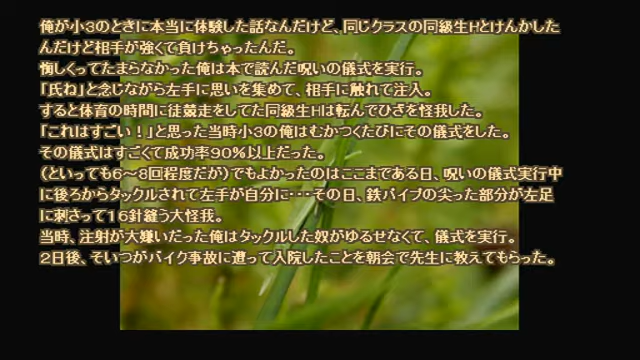 俺が小3のときに本当に体験した話なんだけど、同じクラスの同級生Hとけんかした
んだけど相手が強くて負けちゃったんだ。
悔しくってたまらなかった俺は本で読んだ呪いの儀式を実行。
「氏ね」と念じながら左手に思いを集めて、相手に触れて注入。
すると体育の時間に徒競走をしてた同級生Hは転んでひざを怪我した。
「これはすごい!」と思った当時小3の俺はむかつくたびにその儀式をした。
その儀式はすごくて成功率90%以上だった。
(といっても6~8回程度だが)でもよかったのはここまである日、呪いの儀式実行中
に後ろからタックルされて左手が自分に・・・その日、鉄パイプの尖った部分が左足
に刺さって16針縫う大怪我。
当時、注射が大嫌いだった俺はタックルした奴がゆるせなくて、儀式を実行。
2日後、そいつがバイク事故に遭って入院したことを朝会で先生に教えてもらった。